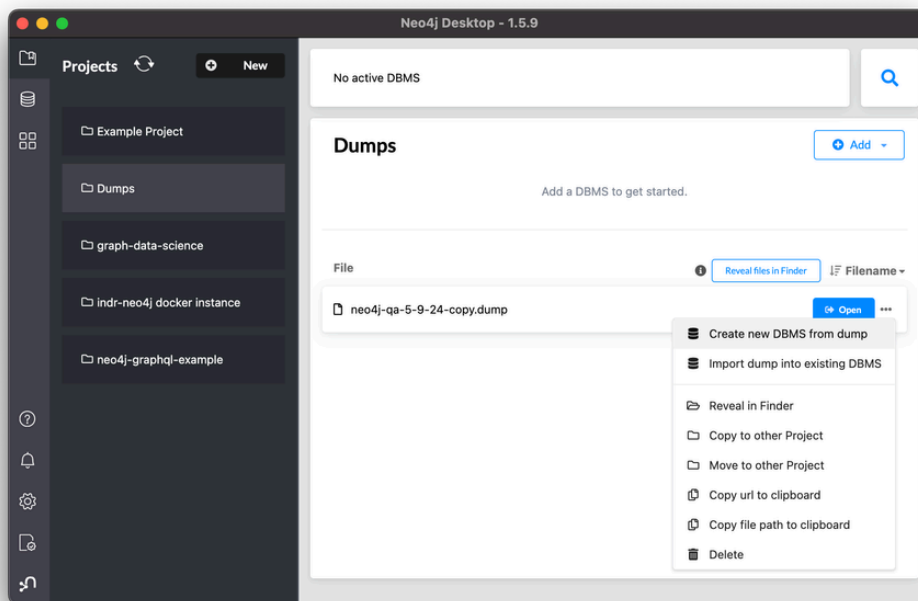 Neo4j Desktop - 1.5.9
Projects
New
Example Project
Dumps
graph-data-science
indr-neo4j docker instance
neo4j-graphql-example
No active DBMS
Dumps
Add
Add a DBMS to get started.
File
Reveal files in Finder
Filename
neo4j-qa-5-9-24-copy.dump
Open
Create new DBMS from dump
Import dump into existing DBMS
Reveal in Finder
Copy to other Project
Move to other Project
Copy url to clipboard
Copy file path to clipboard
Delete